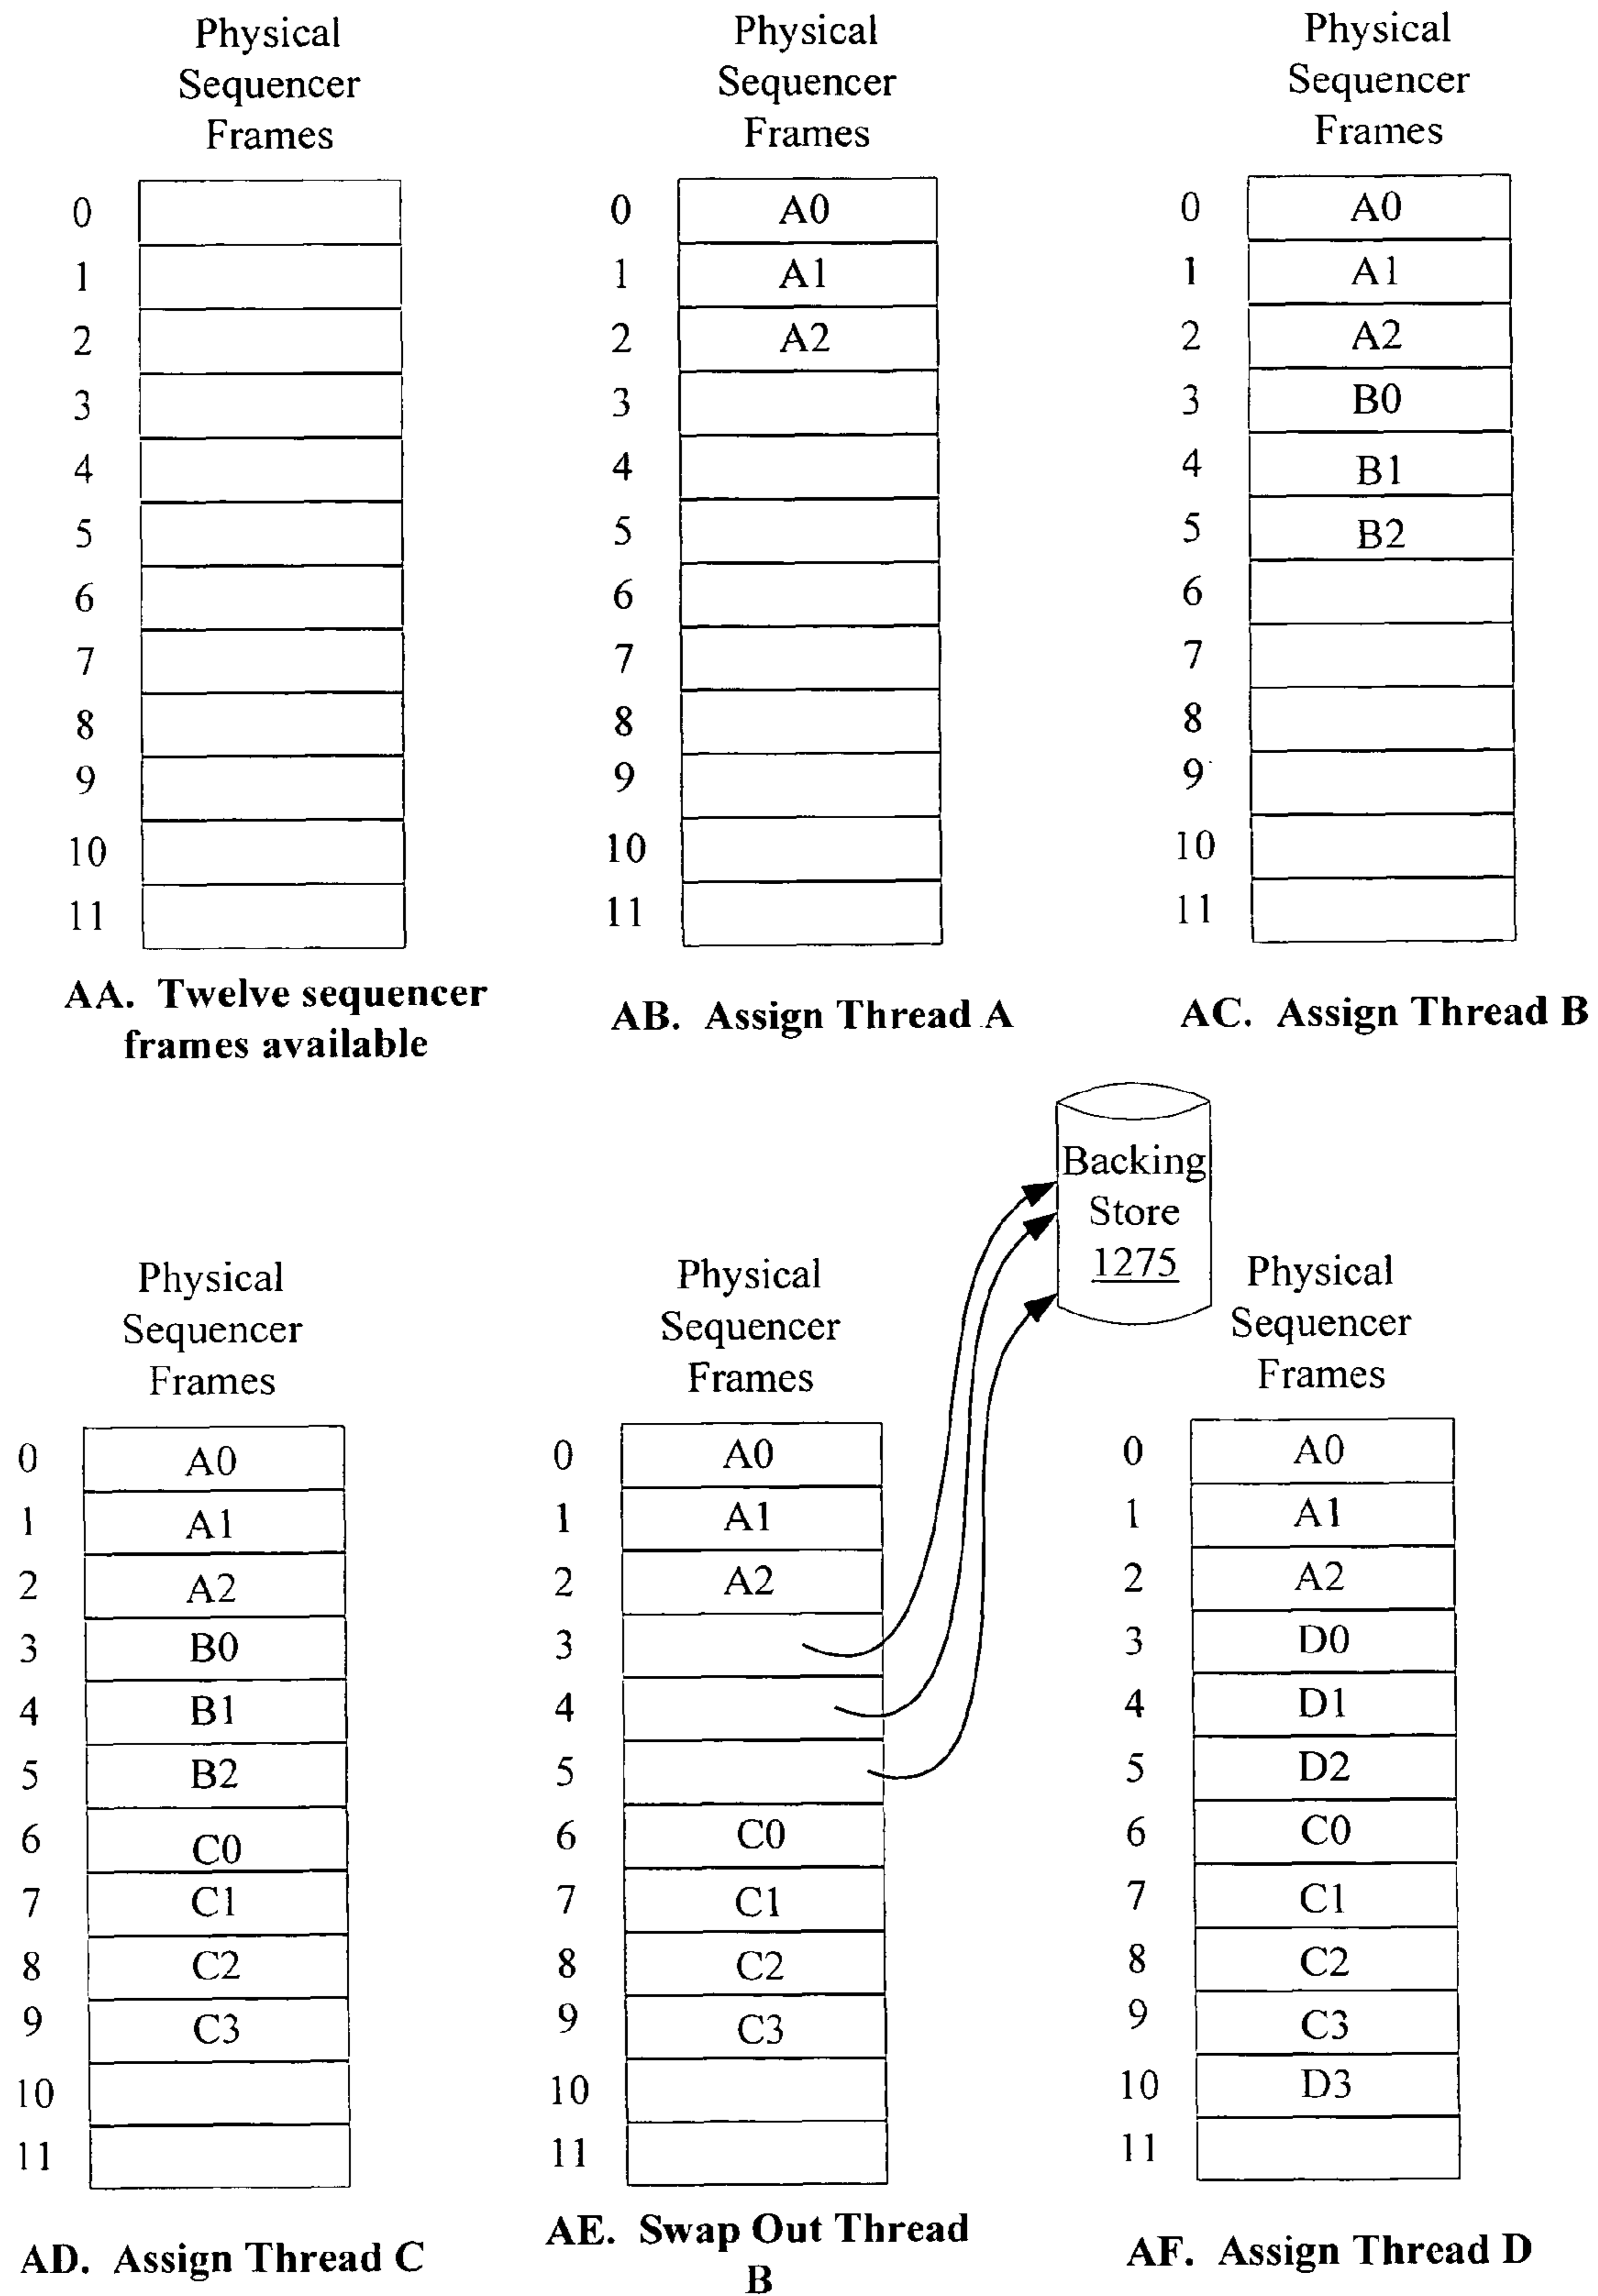 Physical
Sequencer
Frames
0
1
2
3
4
5
6
7
8
9
10
11
AA. Twelve sequencer
frames available
Physical
Sequencer
Frames
0 A0
1 A1
2 A2
3
4
5
6
7
8
9
10
11
AB. Assign Thread A
Physical
Sequencer
Frames
0 A0
1 A1
2 A2
3 B0
4 B1
5 B2
6
7
8
9
10
11
AC. Assign Thread B
Physical
Sequencer
Frames
0 A0
1 A1
2 A2
3 B0
4 B1
5 B2
6 C0
7 C1
8 C2
9 C3
10
11
AD. Assign Thread C
Backing
Store
1275
Physical
Sequencer
Frames
0 A0
1 A1
2 A2
3
4
5
6 C0
7 C1
8 C2
9 C3
10
11
AE. Swap Out Thread
B
Physical
Sequencer
Frames
0 A0
1 A1
2 A2
3 D0
4 D1
5 D2
6 C0
7 C1
8 C2
9 C3
10 D3
11
AF. Assign Thread D